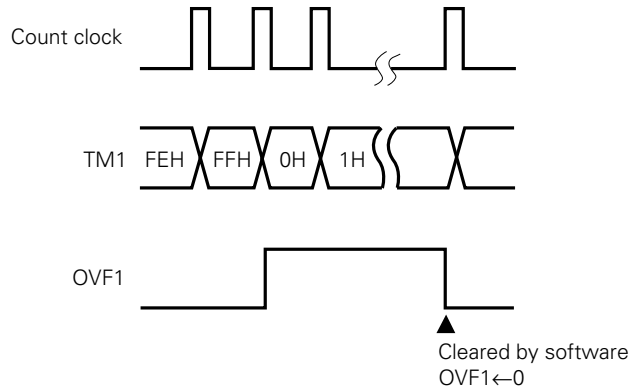 Count clock
TM1 FEH FFH 0H 1H
OVF1
Cleared by software
OVF1←0